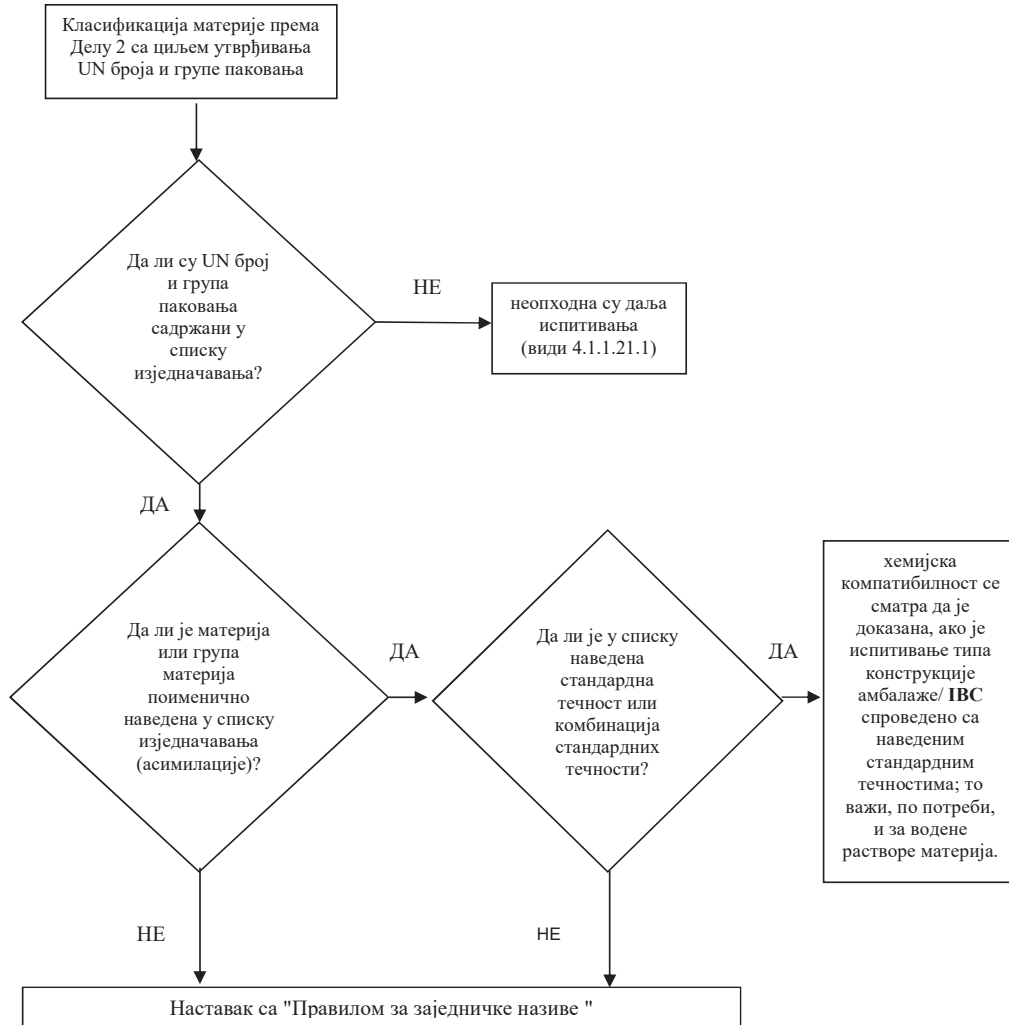 Класификација материје према
Делу 2 са циљем утврђивања
UN броја и групе паковања
Да ли су UN број
и група
паковања
садржани у
списку
изједначавања?
НЕ
неопходна су даља
испитивања
(види 4.1.1.21.1)
ДА
Да ли је материја
или група
материја
поименично
наведена у списку
изједначавања
(асимилације)?
ДА
Да ли је у списку
наведена
стандардна
течност или
комбинација
стандардних
течности?
ДА
хемијска
компатибилност се
сматра да је
доказана, ако је
испитивање типа
конструкције
амбалаже/ IBC
спроведено са
наведеним
стандардним
течностима; то
важи, по потреби,
и за водене
растворе материја.
НЕ
НЕ
Наставак са "Правилом за заједничке називе "